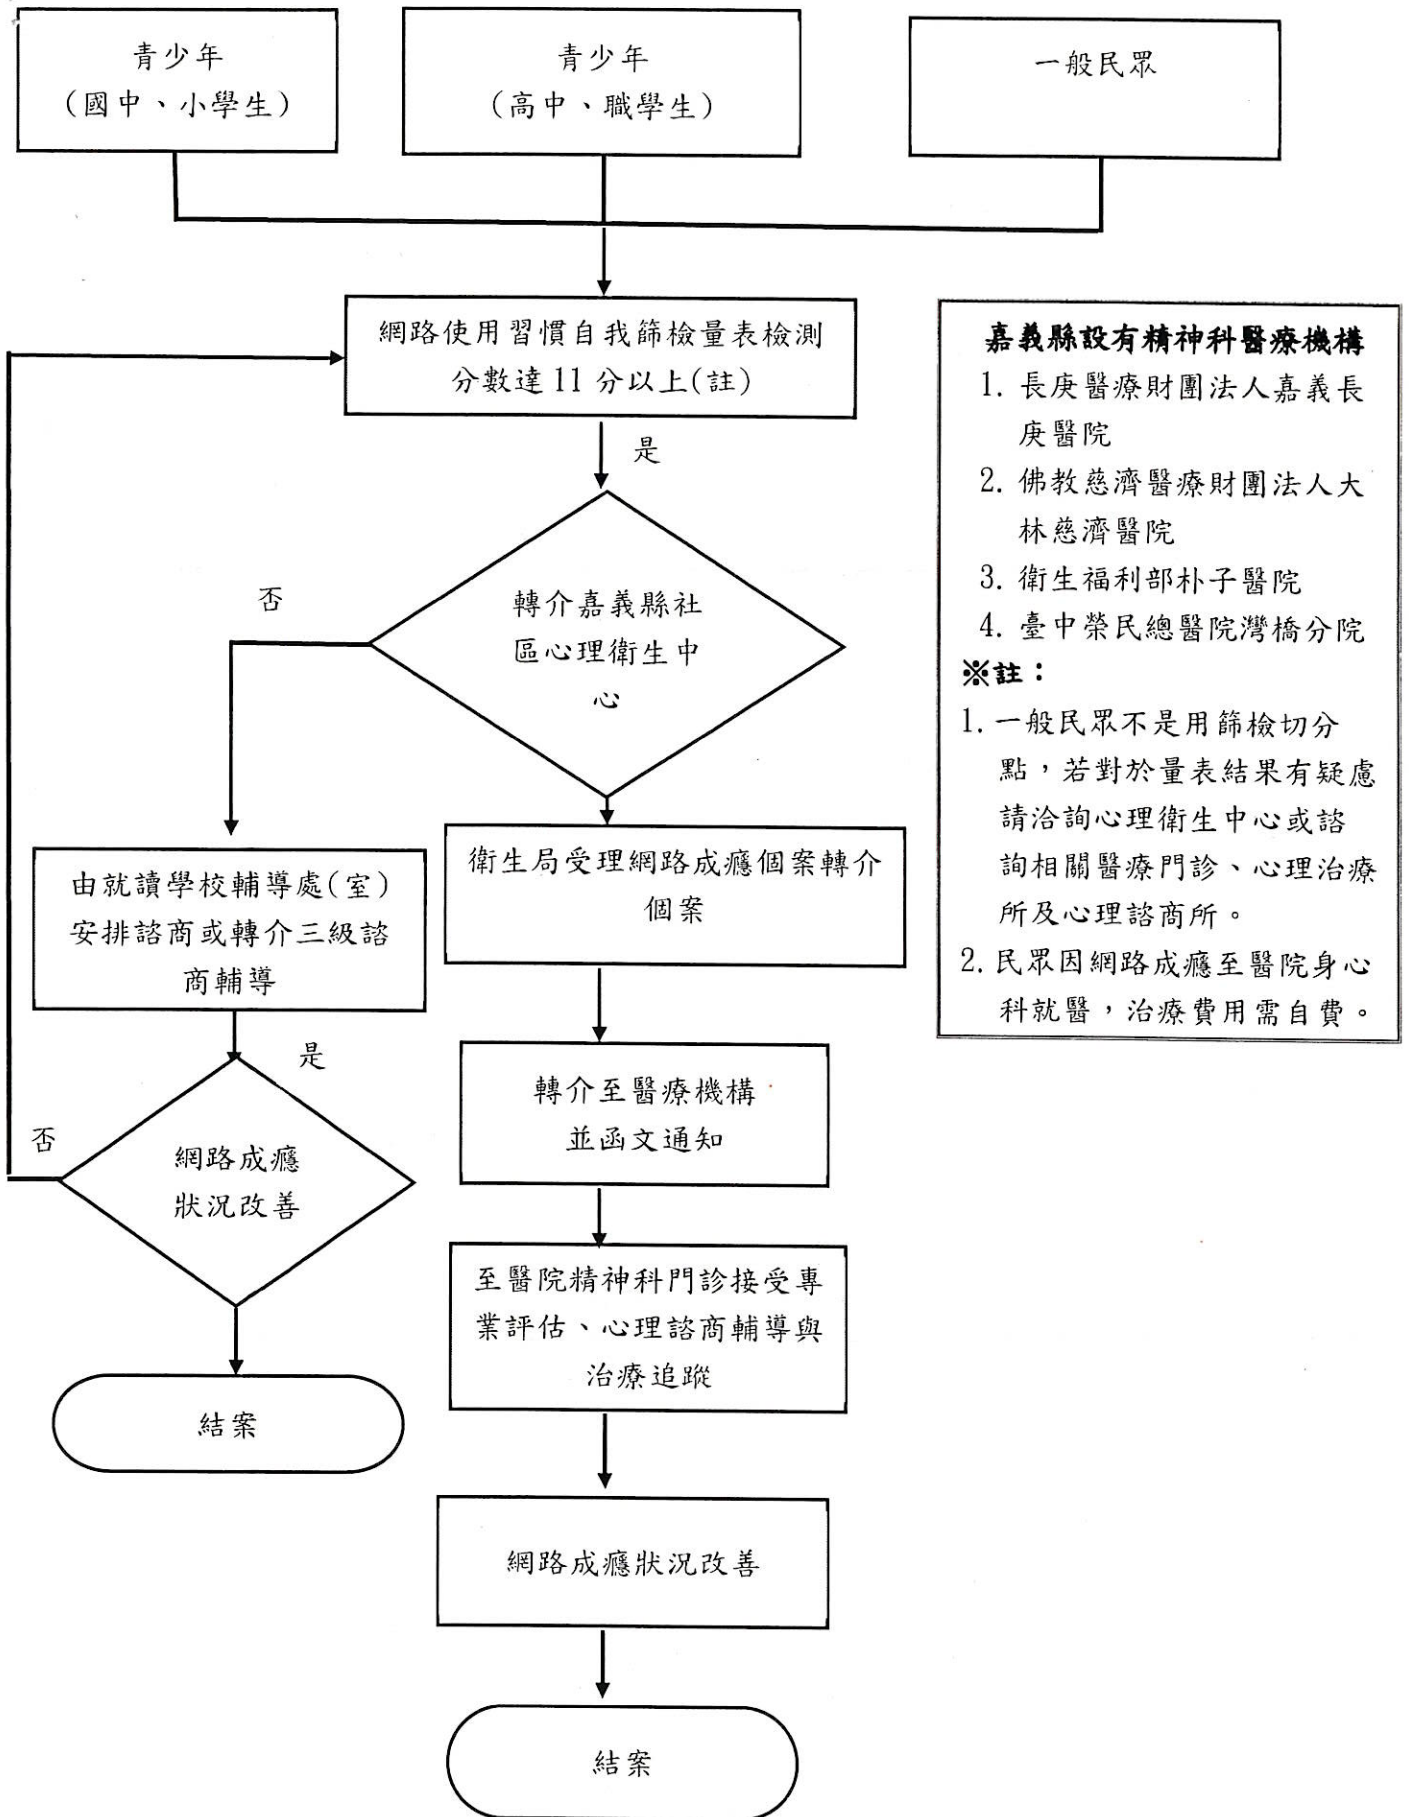 青少年
(國中、小學生)
青少年
(高中、職學生)
一般民眾
網路使用習慣自我篩檢量表檢測
分數達 11 分以上(註)
是
轉介嘉義縣社
區心理衛生中
心
否
由就讀學校輔導處(室)
安排諮商或轉介三級諮
商輔導
是
網路成癮
狀況改善
否
結案
衛生局受理網路成癮個案轉介
個案
轉介至醫療機構
並函文通知
至醫院精神科門診接受專
業評估、心理諮商輔導與
治療追蹤
網路成癮狀況改善
結案
嘉義縣設有精神科醫療機構
1. 長庚醫療財團法人嘉義長
庚醫院
2. 佛教慈濟醫療財團法人大
林慈濟醫院
3. 衛生福利部朴子醫院
4. 臺中榮民總醫院灣橋分院
※註：
1. 一般民眾不是用篩檢切分
點，若對於量表結果有疑慮
請洽詢心理衛生中心或諮
詢相關醫療門診、心理治療
所及心理諮商所。
2. 民眾因網路成癮至醫院身心
科就醫，治療費用需自費。